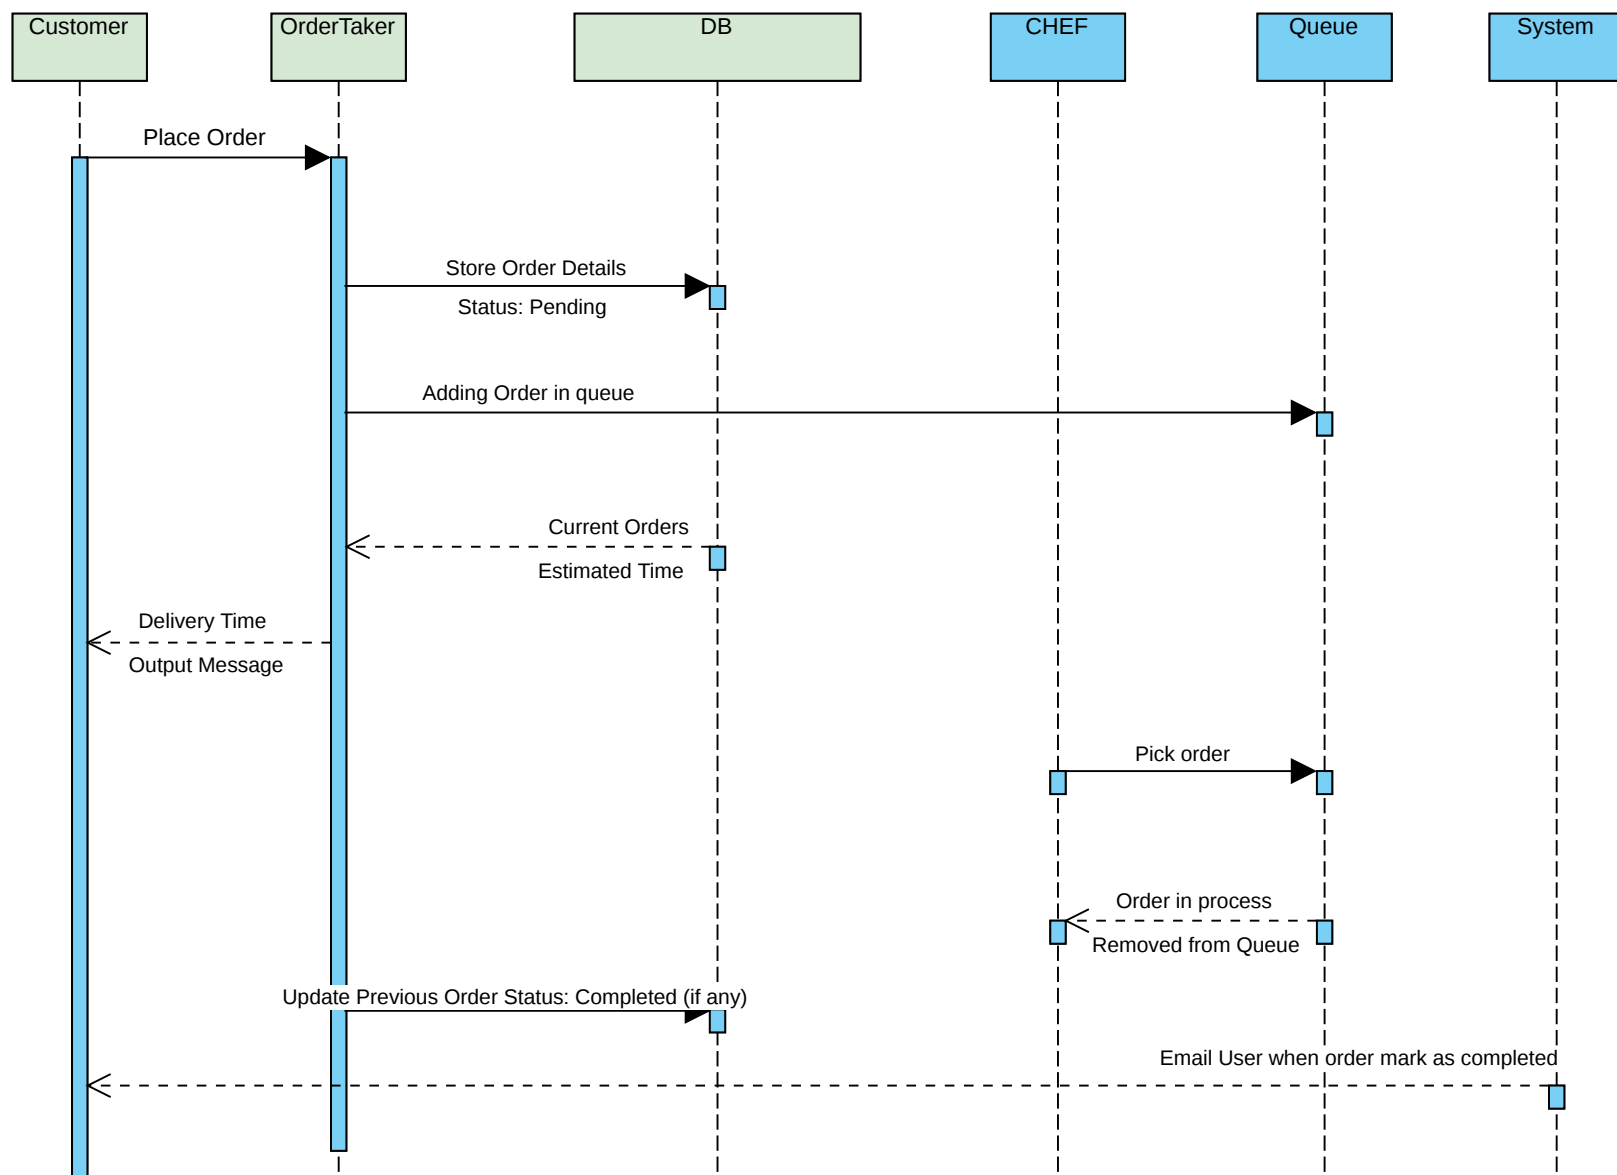 Customer
OrderTaker
DB
CHEF
Queue
System
Place Order
Store Order Details
Status: Pending
Adding Order in queue
Current Orders
Estimated Time
Delivery Time
Output Message
Pick order
Order in process
Removed from Queue
Update Previous Order Status: Completed (if any)
Email User when order mark as completed